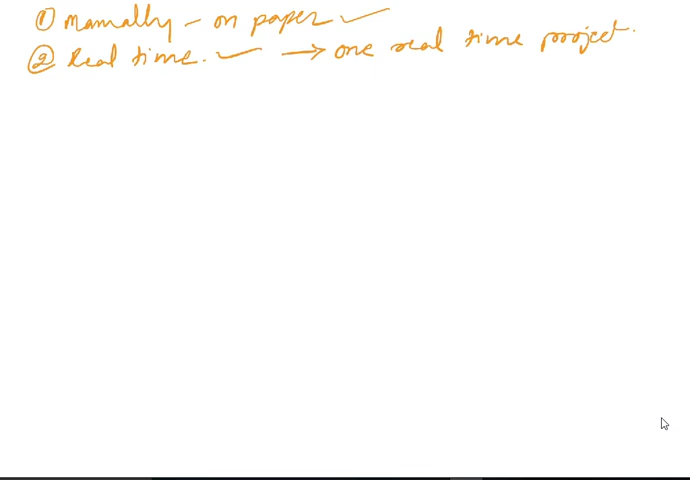 ① Manually - on paper ✓
② Real time. ✓ → one real time project.